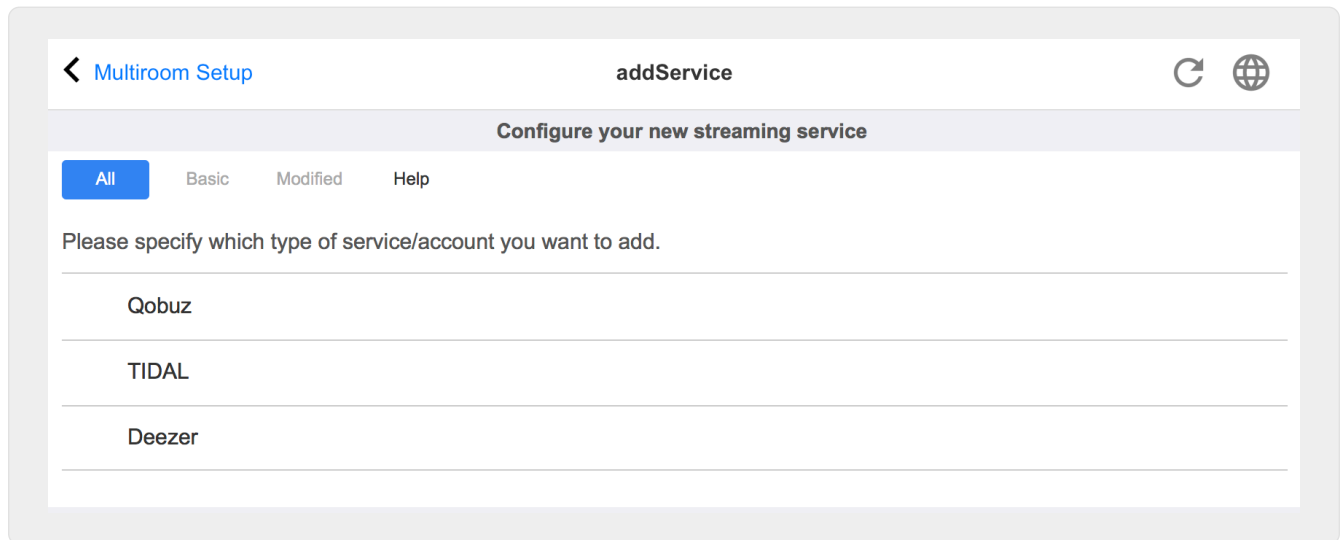 Multiroom Setup addService
Configure your new streaming service
All Basic Modified Help
Please specify which type of service/account you want to add.
Qobuz
TIDAL
Deezer